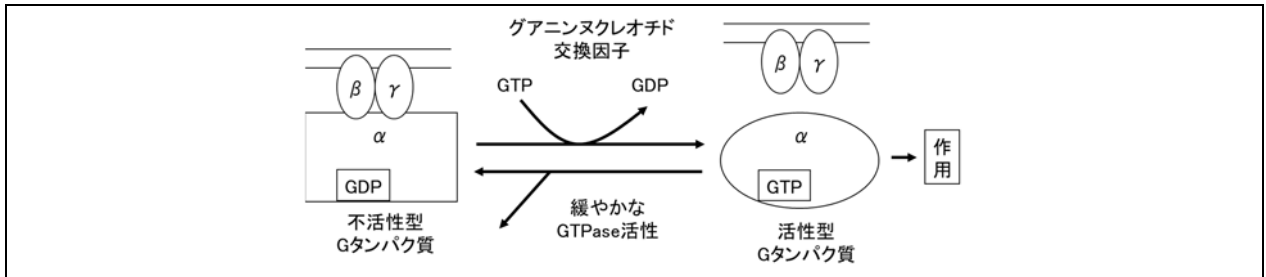 グアニンヌクレオチド
交換因子
GTP
GDP
β
γ
α
GDP
不活性型
Gタンパク質
緩やかな
GTPase活性
β
γ
α
GTP
活性型
Gタンパク質
作
用